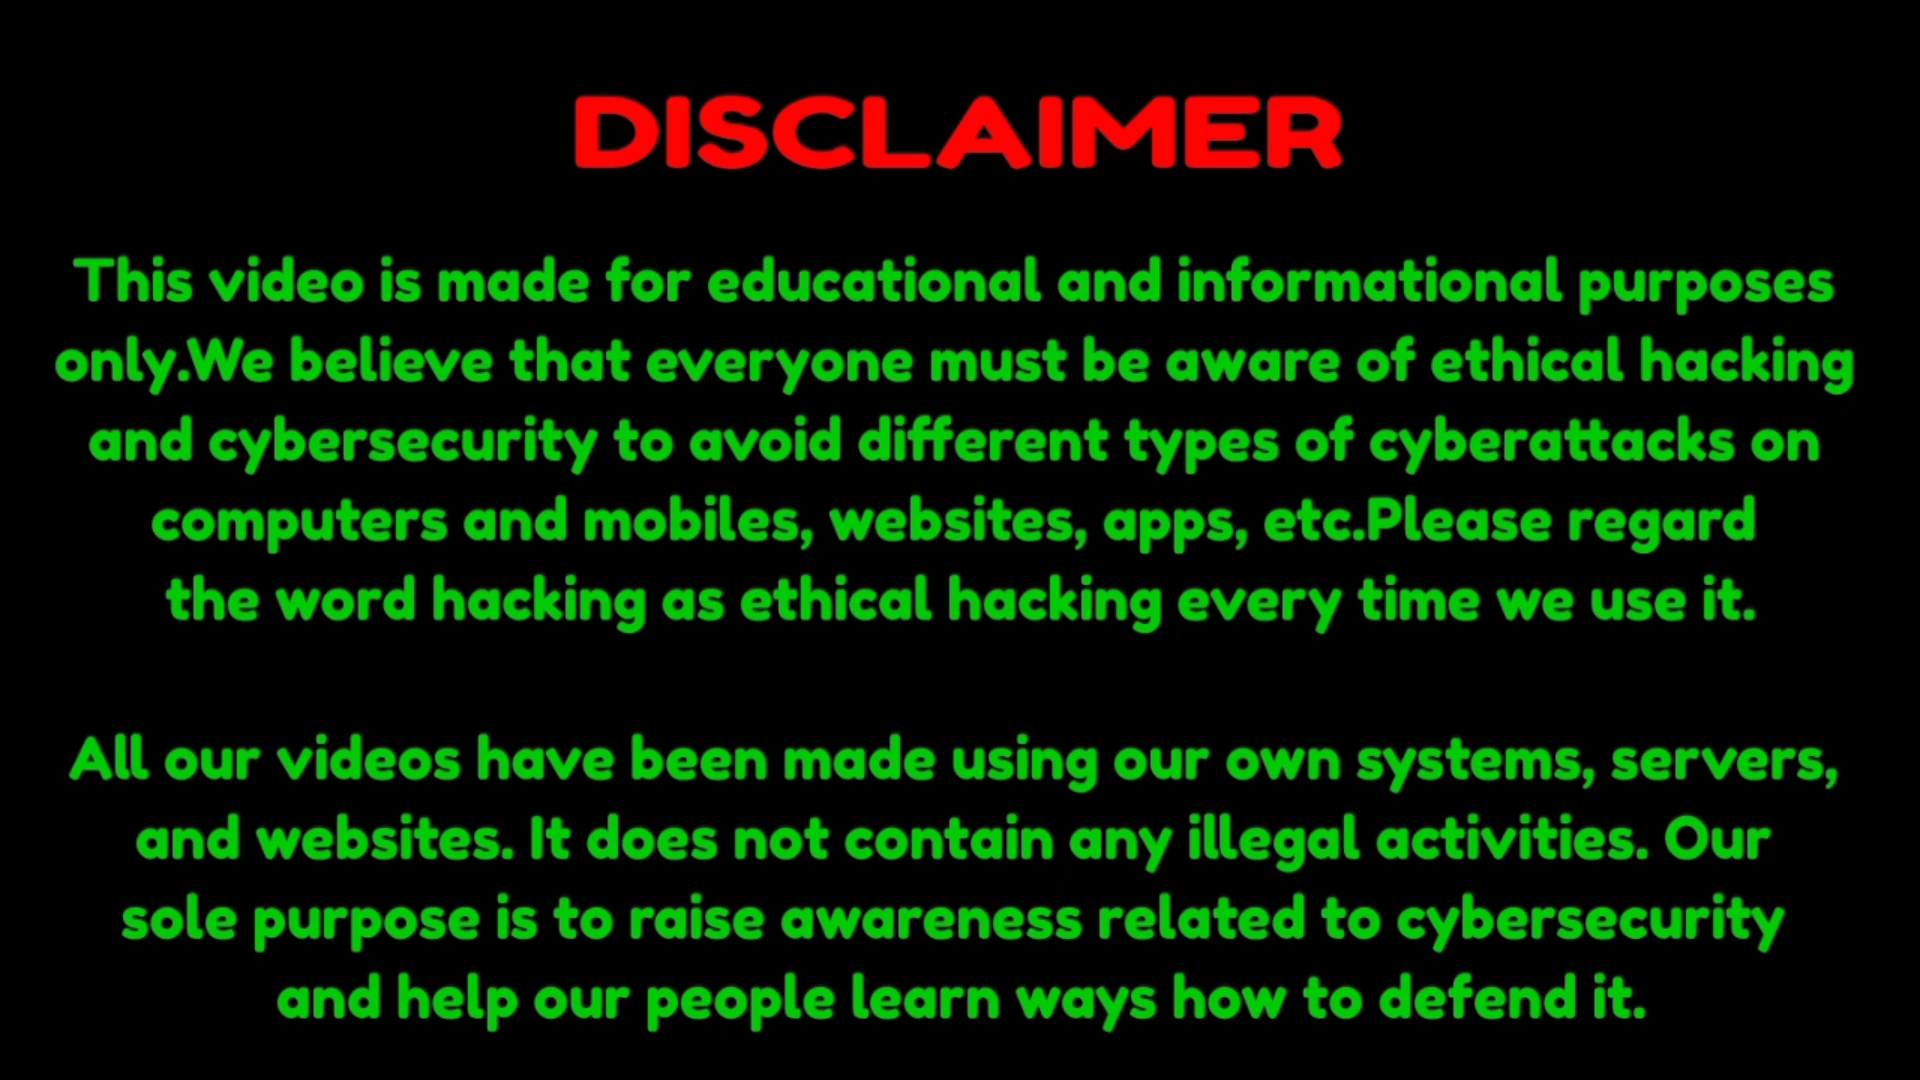 DISCLAIMER
This video is made for educational and informational purposes
only.We believe that everyone must be aware of ethical hacking
and cybersecurity to avoid different types of cyberattacks on
computers and mobiles, websites, apps, etc.Please regard
the word hacking as ethical hacking every time we use it.
All our videos have been made using our own systems, servers,
and websites. It does not contain any illegal activities. Our
sole purpose is to raise awareness related to cybersecurity
and help our people learn ways how to defend it.